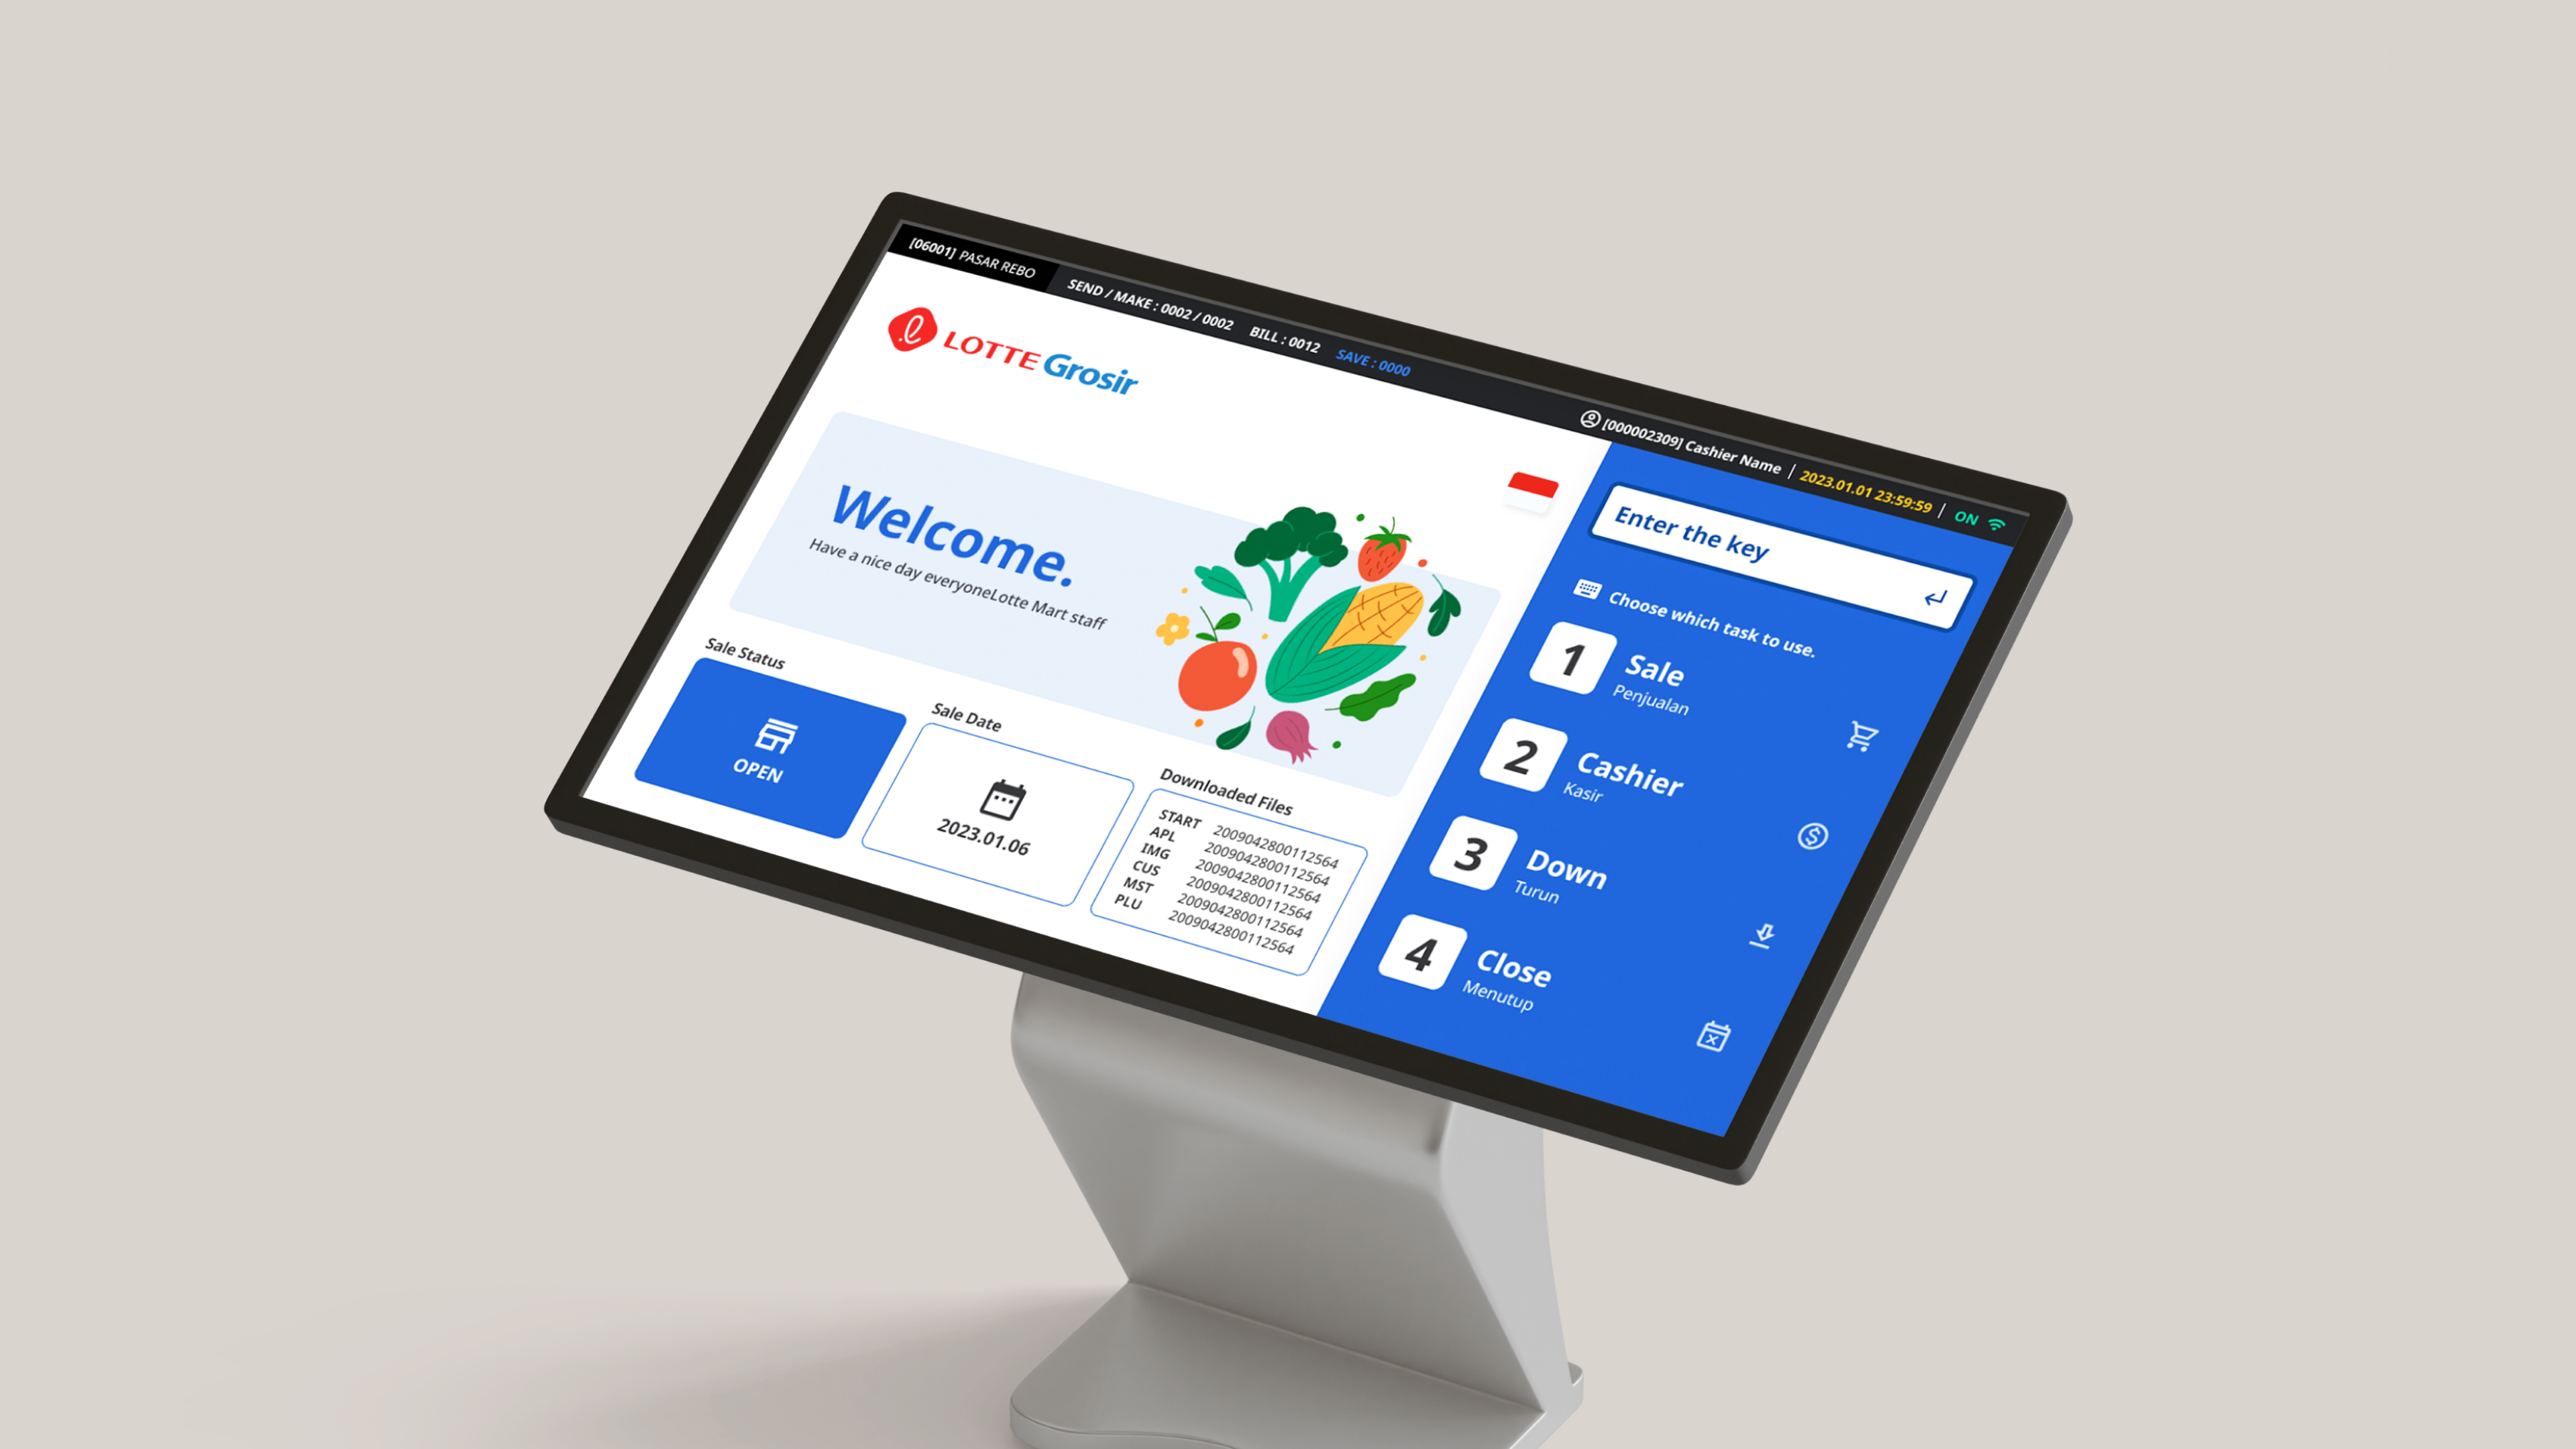 [06001] PASAR REBO
SEND / MAKE : 0002 / 0002 BILL : 0012 SAVE : 0000
[000002309] Cashier Name | 2023.01.01 23:59:59 | ON
LOTTE Grosir
Welcome.
Have a nice day everyoneLotte Mart staff
Sale Status
OPEN
Sale Date
2023.01.06
Downloaded Files
START 2009042800112564
APL 2009042800112564
IMG 2009042800112564
CUS 2009042800112564
MST 2009042800112564
PLU 2009042800112564
Enter the key
Choose which task to use.
1 Sale
Penjualan
2 Cashier
Kasir
3 Down
Turun
4 Close
Menutup